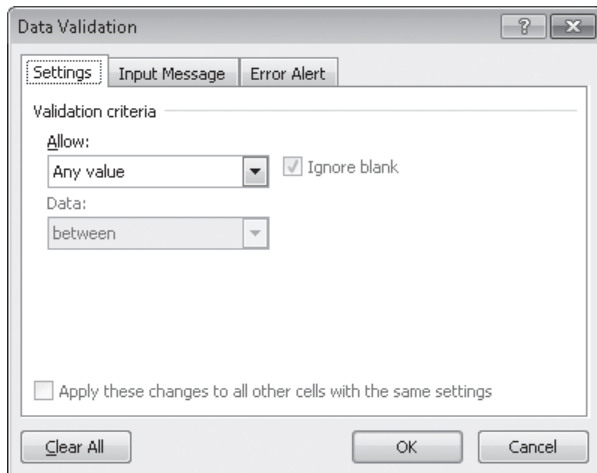 Data Validation
Settings Input Message Error Alert
Validation criteria
Allow:
Any value Ignore blank
Data:
between
Apply these changes to all other cells with the same settings
Clear All OK Cancel